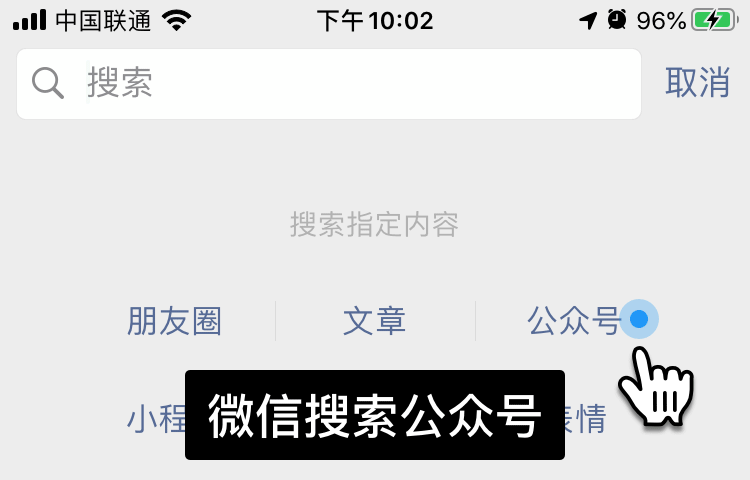 中国联通 下午10:02 96%
搜索 取消
搜索指定内容
朋友圈 文章 公众号
小程 表情
微信搜索公众号